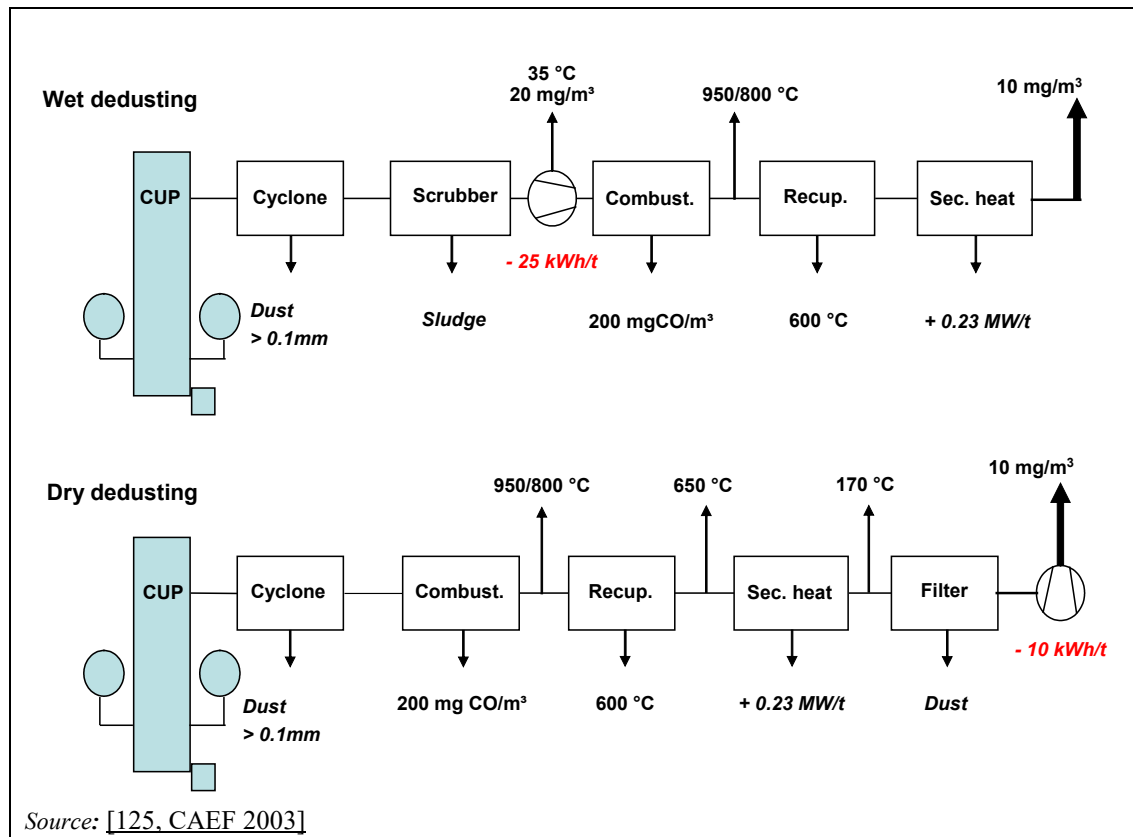 Wet dedusting
35 °C
20 mg/m³
950/800 °C
10 mg/m³
CUP
Cyclone
Scrubber
Combust.
Recup.
Sec. heat
- 25 kWh/t
Dust
> 0.1mm
Sludge
200 mgCO/m³
600 °C
+ 0.23 MW/t
Dry dedusting
950/800 °C
650 °C
170 °C
10 mg/m³
CUP
Cyclone
Combust.
Recup.
Sec. heat
Filter
- 10 kWh/t
Dust
> 0.1mm
200 mg CO/m³
600 °C
+ 0.23 MW/t
Dust
Source: [125, CAEF 2003]